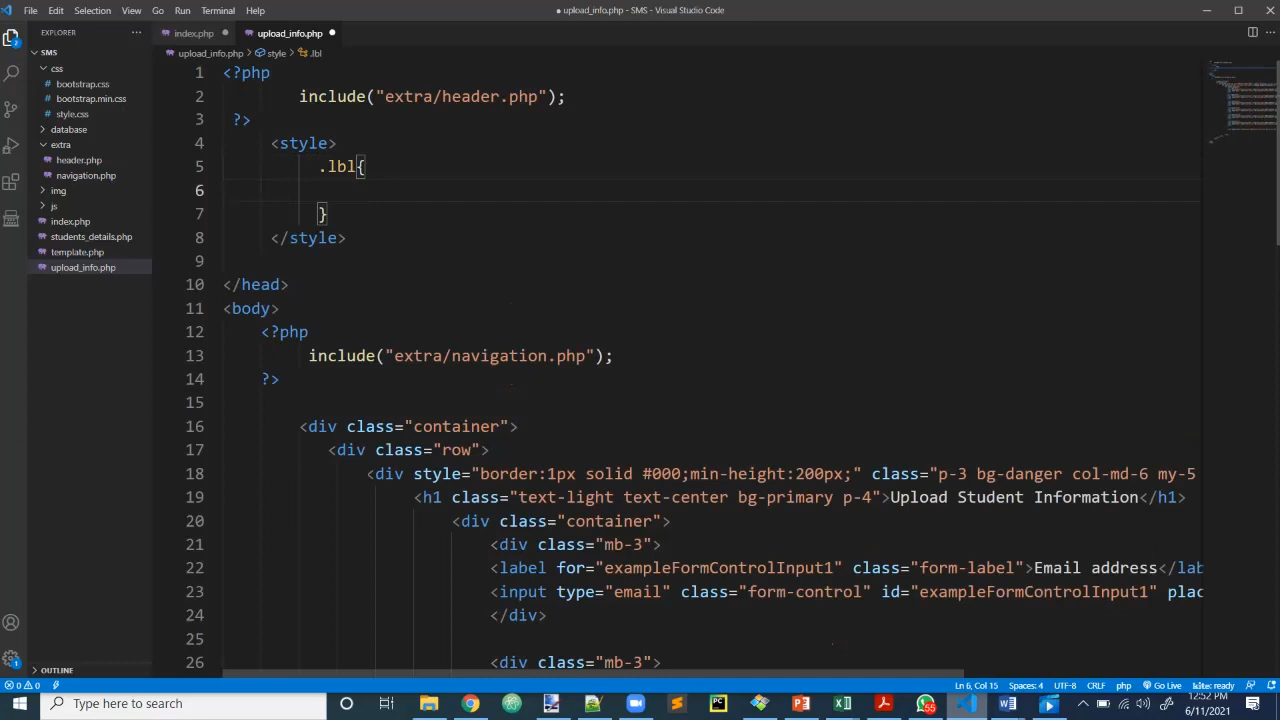 File Edit Selection View Go Run Terminal Help
● upload_info.php - SMS - Visual Studio Code
EXPLORER
index.php
upload_info.php
SMS
upload_info.php > style > .lbl
css
bootstrap.css
bootstrap.min.css
style.css
database
extra
header.php
navigation.php
img
js
index.php
students_details.php
template.php
upload_info.php
1 <?php
2 include("extra/header.php");
3 ?>
4 <style>
5 .lbl{
6
7 }
8 </style>
9
10 </head>
11 <body>
12 <?php
13 include("extra/navigation.php");
14 ?>
15
16 <div class="container">
17 <div class="row">
18 <div style="border:1px solid #000;min-height:200px;" class="p-3 bg-danger col-md-6 my-5
19 <h1 class="text-light text-center bg-primary p-4">Upload Student Information</h1>
20 <div class="container">
21 <div class="mb-3">
22 <label for="exampleFormControlInput1" class="form-label">Email address</lab
23 <input type="email" class="form-control" id="exampleFormControlInput1" plac
24 </div>
25
26 <div class="mb-3">
OUTLINE
0 0
Ln 6, Col 15 Spaces: 4 UTF-8 CRLF php Go Live kite: ready
Type here to search
55
12:52 PM
6/11/2021
2
1